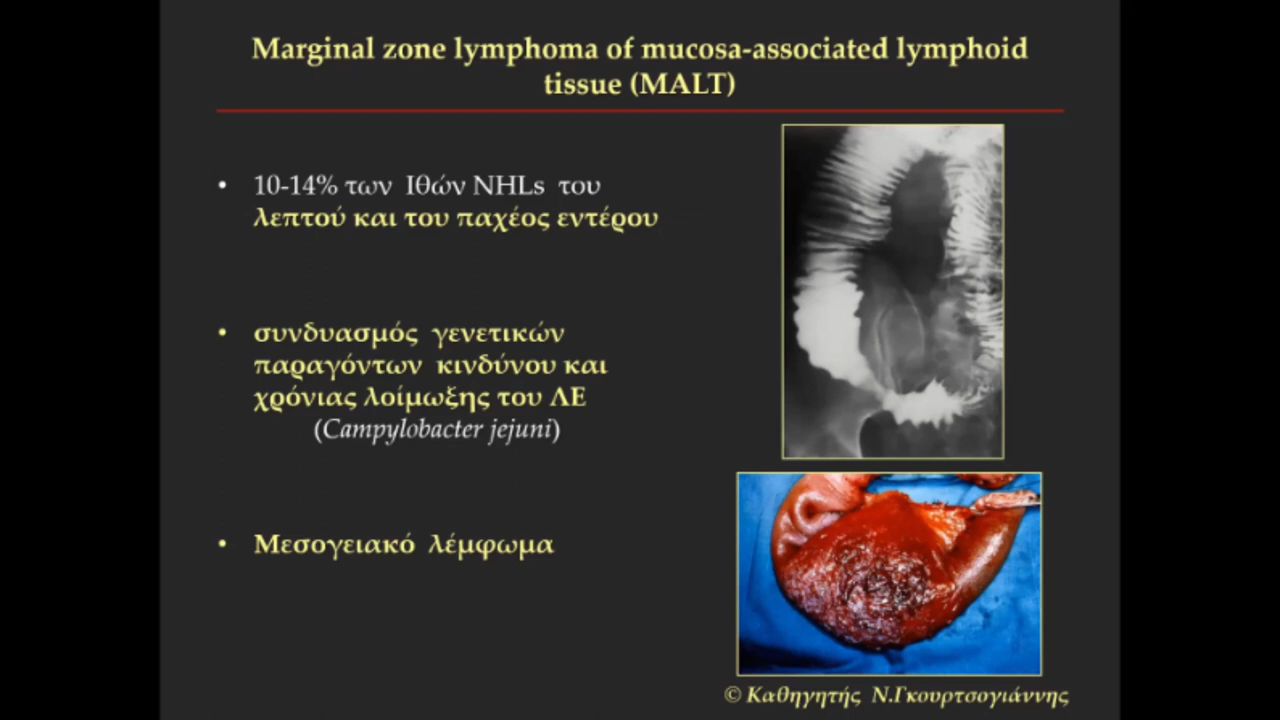 Marginal zone lymphoma of mucosa-associated lymphoid
tissue (MALT)
• 10-14% των Ιθών NHLs του
λεπτού και του παχέος εντέρου
• συνδυασμός γενετικών
παραγόντων κινδύνου και
χρόνιας λοίμωξης του ΛΕ
(Campylobacter jejuni)
• Μεσογειακό λέμφωμα
© Καθηγητής Ν.Γκουρτσογιάννης